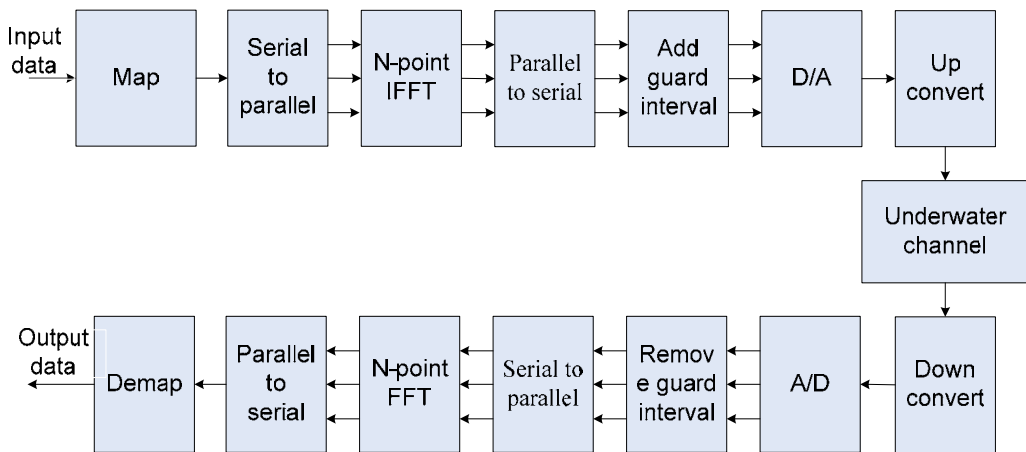 Input
data
Map
Serial
to
parallel
N-point
IFFT
Parallel
to serial
Add
guard
interval
D/A
Up
convert
Underwater
channel
Output
data
Demap
Parallel
to
serial
N-point
FFT
Serial to
parallel
Remov
e guard
interval
A/D
Down
convert